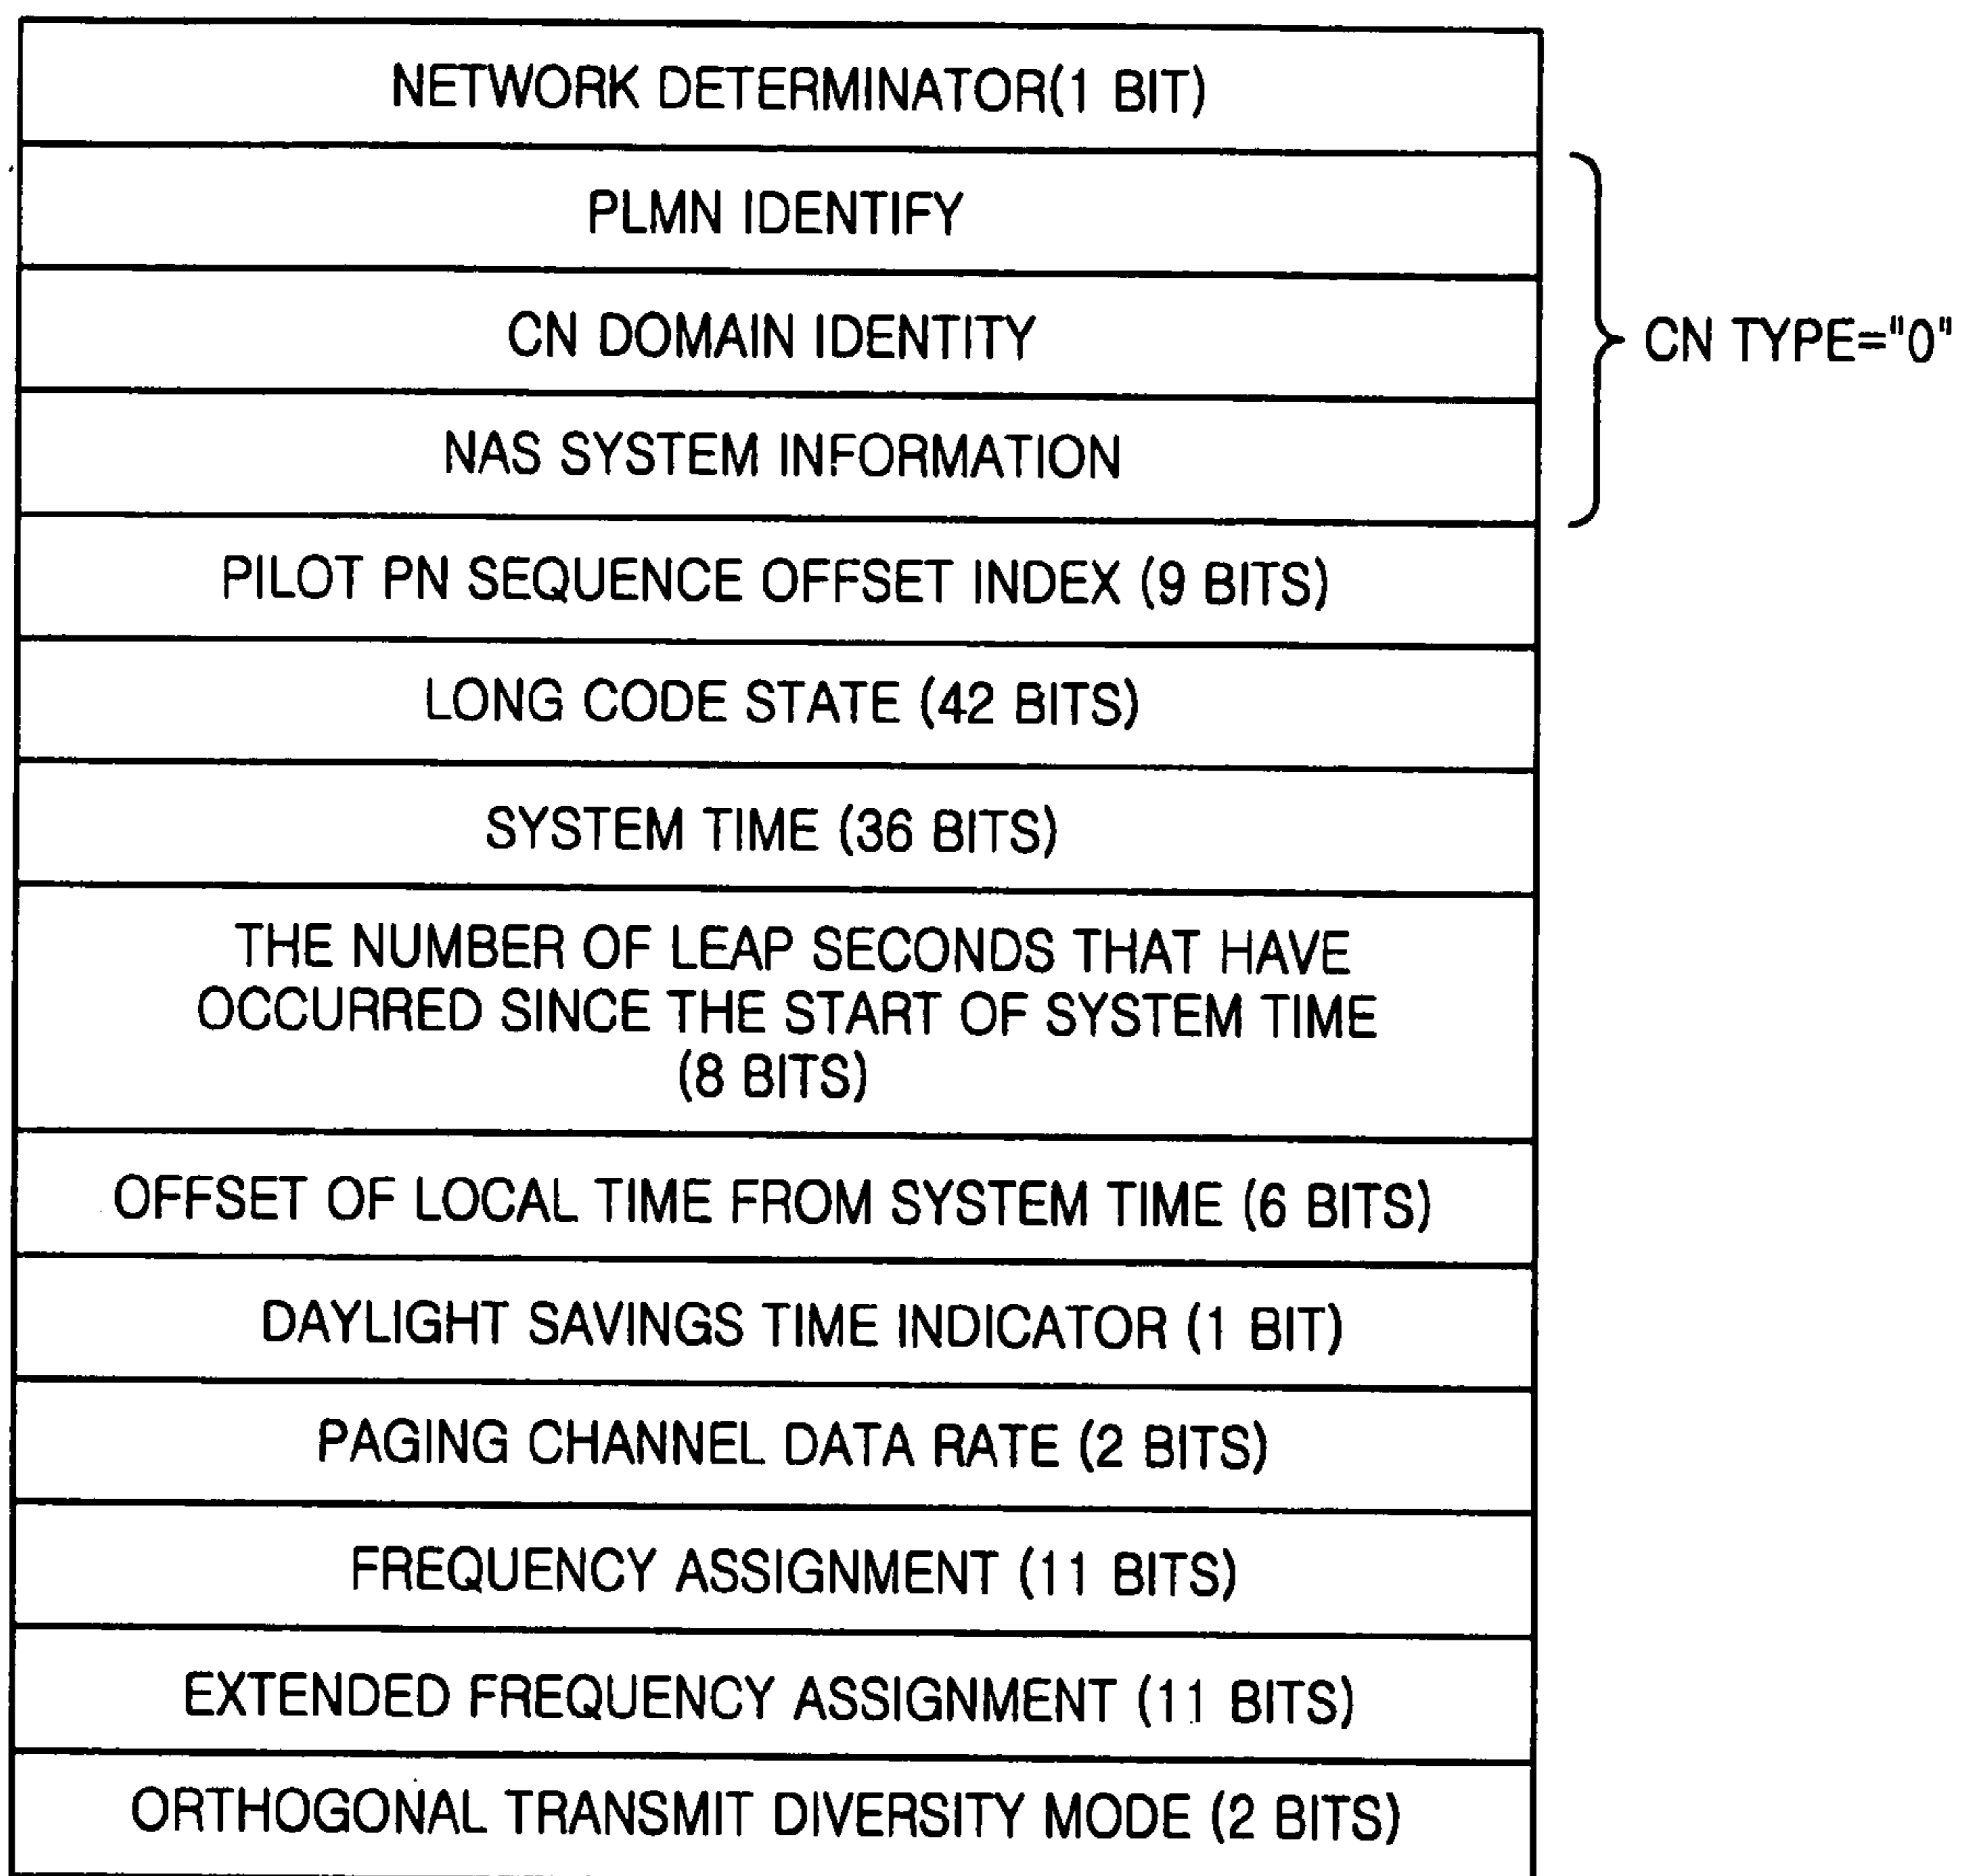 NETWORK DETERMINATOR(1 BIT)
PLMN IDENTIFY
CN DOMAIN IDENTITY
CN TYPE="0"
NAS SYSTEM INFORMATION
PILOT PN SEQUENCE OFFSET INDEX (9 BITS)
LONG CODE STATE (42 BITS)
SYSTEM TIME (36 BITS)
THE NUMBER OF LEAP SECONDS THAT HAVE
OCCURRED SINCE THE START OF SYSTEM TIME
(8 BITS)
OFFSET OF LOCAL TIME FROM SYSTEM TIME (6 BITS)
DAYLIGHT SAVINGS TIME INDICATOR (1 BIT)
PAGING CHANNEL DATA RATE (2 BITS)
FREQUENCY ASSIGNMENT (11 BITS)
EXTENDED FREQUENCY ASSIGNMENT (11 BITS)
ORTHOGONAL TRANSMIT DIVERSITY MODE (2 BITS)